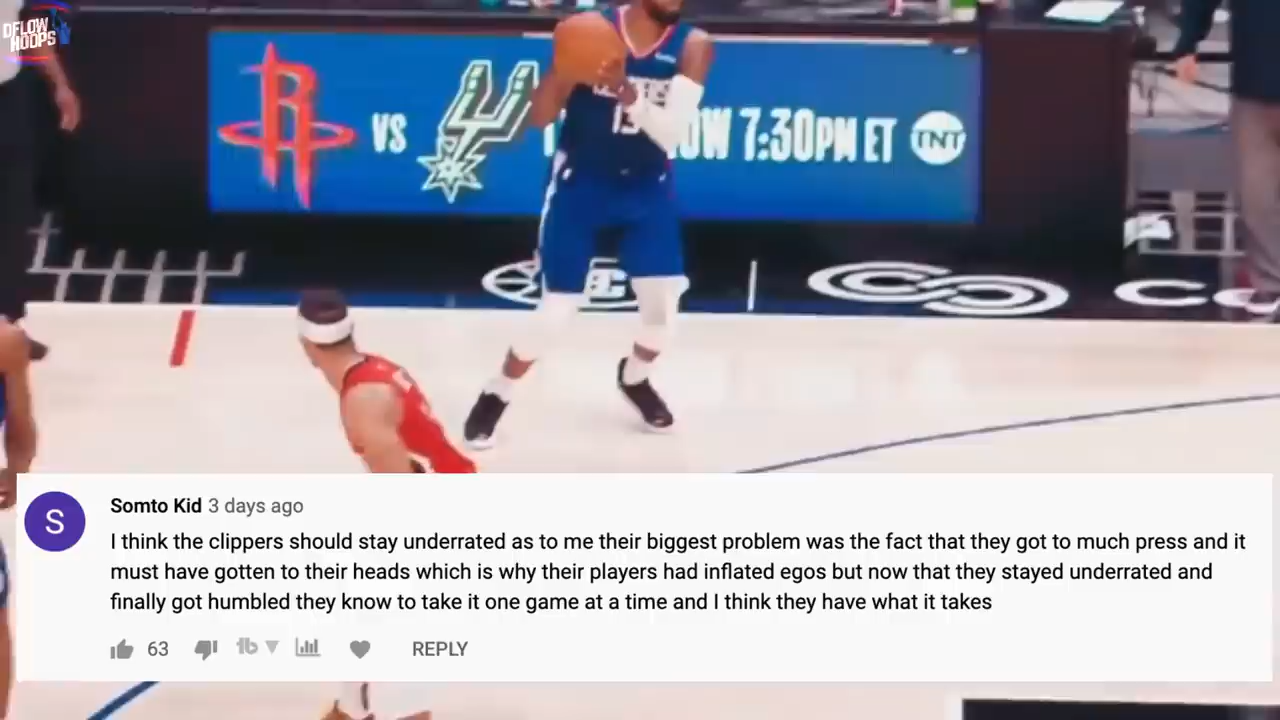 DFLOW
HOOPS
VS
7:30PM ET
TNT
13
S
Somto Kid 3 days ago
I think the clippers should stay underrated as to me their biggest problem was the fact that they got to much press and it
must have gotten to their heads which is why their players had inflated egos but now that they stayed underrated and
finally got humbled they know to take it one game at a time and I think they have what it takes
63
REPLY